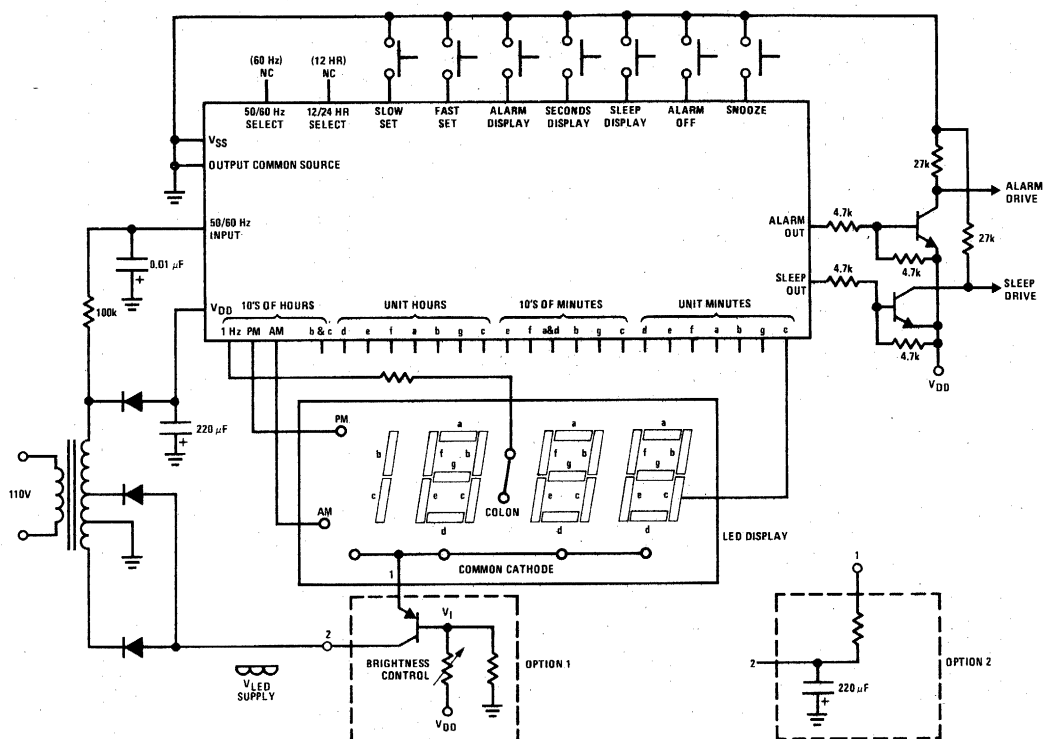 (60 Hz)
NC
(12 HR)
NC
50/60 Hz
SELECT
12/24 HR
SELECT
SLOW
SET
FAST
SET
ALARM
DISPLAY
SECONDS
DISPLAY
SLEEP
DISPLAY
ALARM
OFF
SNOOZE
VSS
OUTPUT COMMON SOURCE
50/60 Hz
INPUT
0.01 μF
+
100k
VDD
27k
ALARM
DRIVE
ALARM
OUT
4.7k
4.7k
27k
SLEEP
OUT
4.7k
SLEEP
DRIVE
4.7k
VDD
10'S OF HOURS
UNIT HOURS
10'S OF MINUTES
UNIT MINUTES
1 Hz PM AM b & c d e f a b g c e f a&d b g c d e f a b g c
220 μF
+
110V
PM
AM
b
c
a
f b
g
e c
d
COLON
a
f b
g
e c
d
a
f b
g
e c
d
LED DISPLAY
COMMON CATHODE
1
2
VI
BRIGHTNESS
CONTROL
VDD
OPTION 1
VLED
SUPPLY
1
2
220 μF
+
OPTION 2